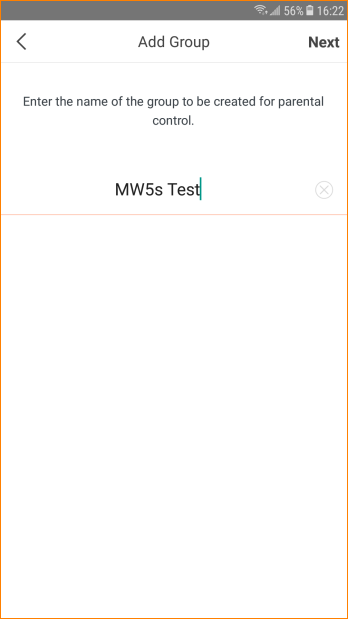 56% 16:22
Add Group Next
Enter the name of the group to be created for parental
control.
MW5s Test